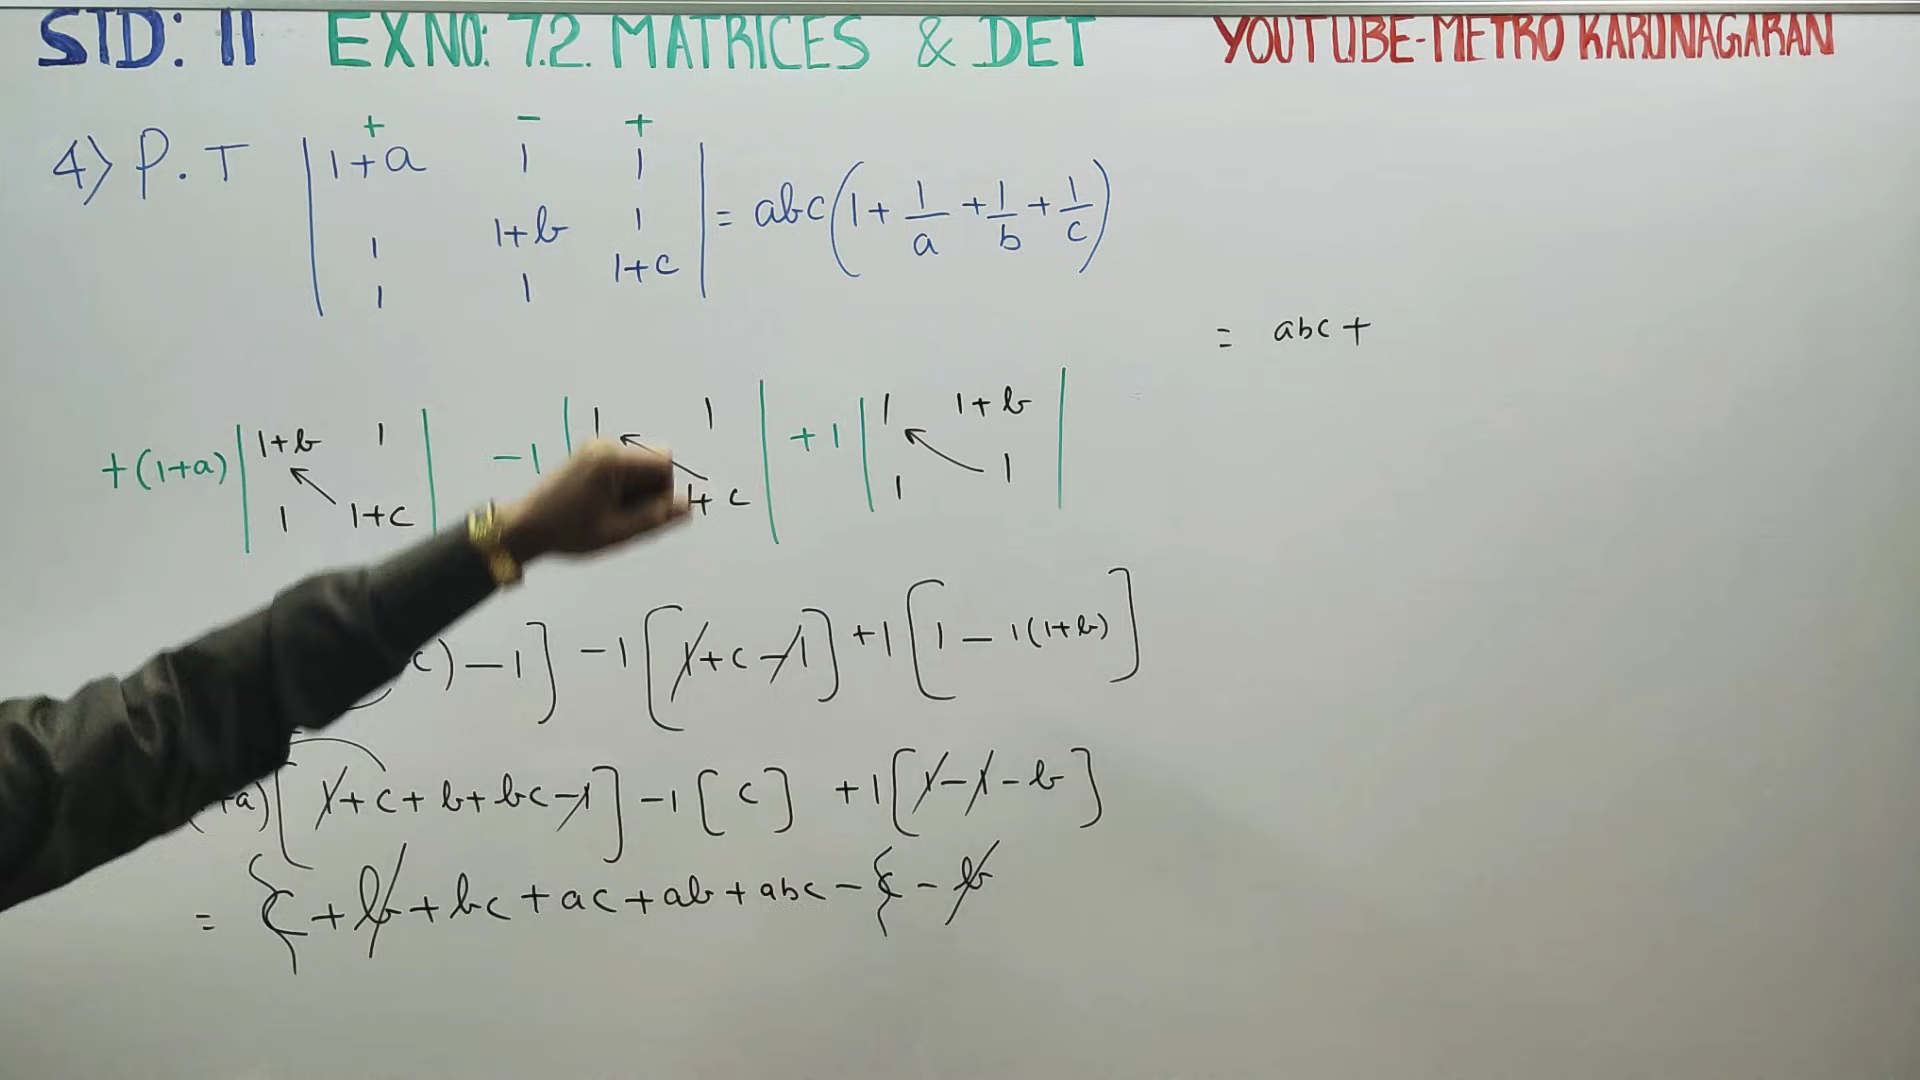 STD: 11 EX NO: 7.2. MATRICES & DET YOUTUBE-METRO KARUNAGARAN
+ - +
4) P.T | 1+a 1 1 |
| 1 1+b 1 | = abc(1 + 1/a + 1/b + 1/c)
| 1 1 1+c |
+(1+a) | 1+b 1 | -1 | 1 1 | +1 | 1 1+b |
| 1 1+c | 1+c | | 1 1 |
c) - 1] -1 [1+c-1] +1 [1 - 1(1+b)]
+a) [1+c+b+bc-1] -1 [c] +1 [1-1-b]
= c + b + bc + ac + ab + abc - c - b
= abc +